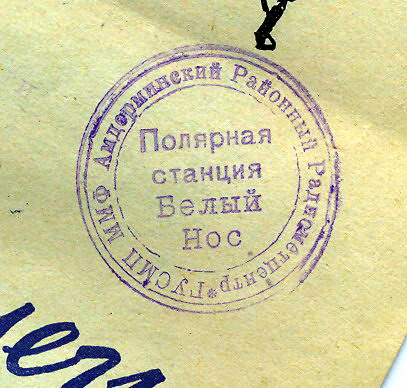 ГУСМП ММФ Амдерминский Районный Радиометцентр *
Полярная
станция
Белый
Нос